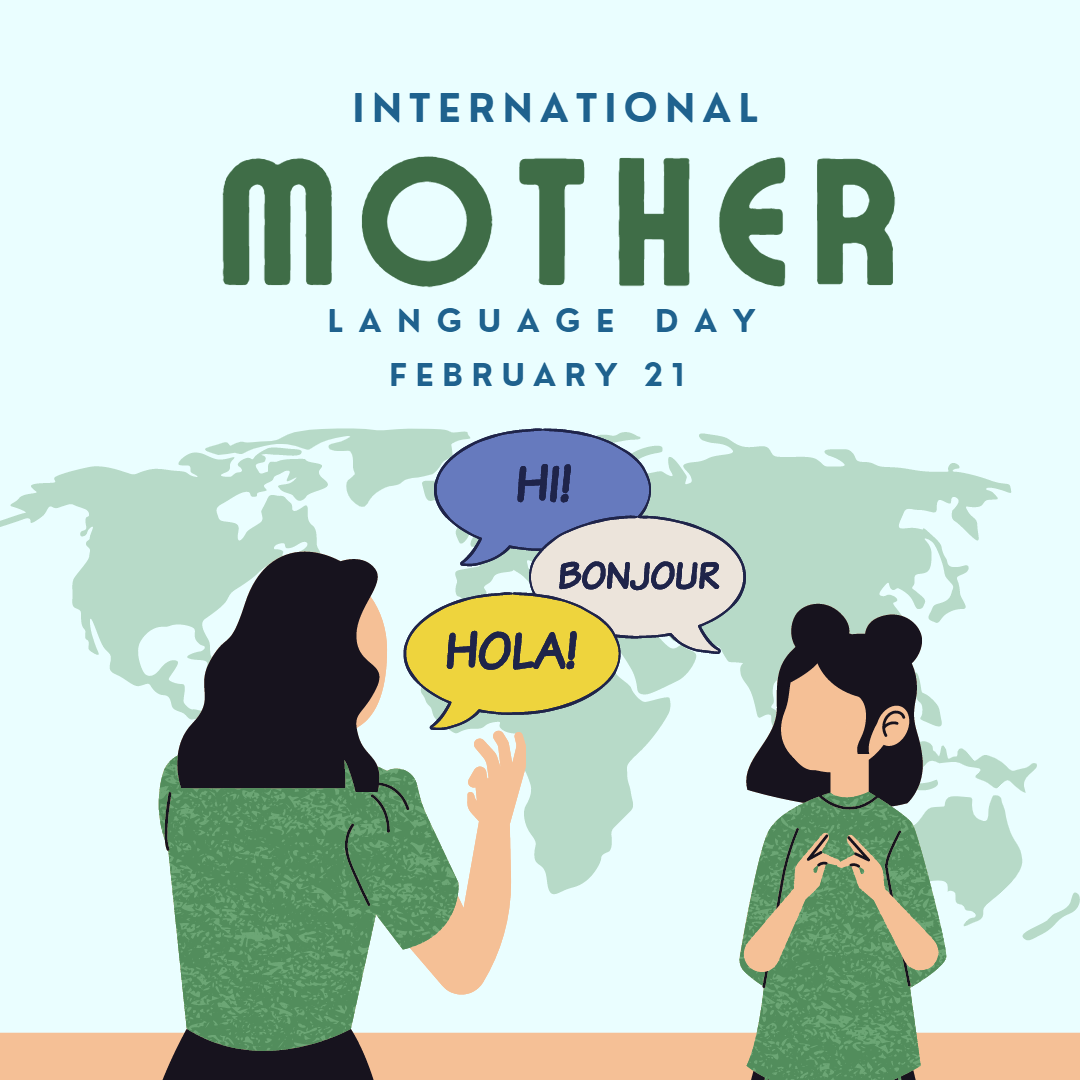 INTERNATIONAL
MOTHER
LANGUAGE DAY
FEBRUARY 21
HI!
BONJOUR
HOLA!